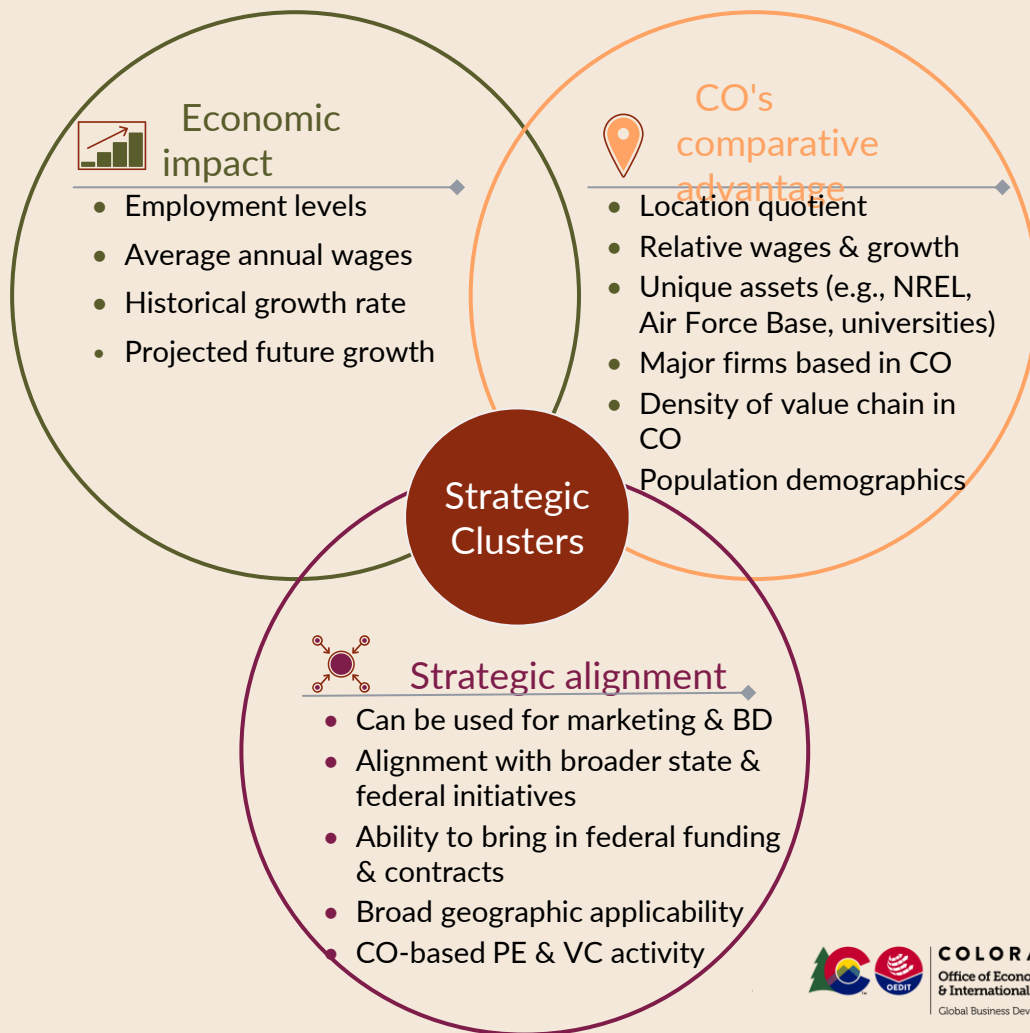 Economic
impact
• Employment levels
• Average annual wages
• Historical growth rate
• Projected future growth
CO's
comparative
advantage
• Location quotient
• Relative wages & growth
• Unique assets (e.g., NREL,
Air Force Base, universities)
• Major firms based in CO
• Density of value chain in
CO
Population demographics
Strategic
Clusters
Strategic alignment
• Can be used for marketing & BD
• Alignment with broader state &
federal initiatives
• Ability to bring in federal funding
& contracts
• Broad geographic applicability
• CO-based PE & VC activity
OEDIT
COLORA
Office of Econo
& International
Global Business Dev